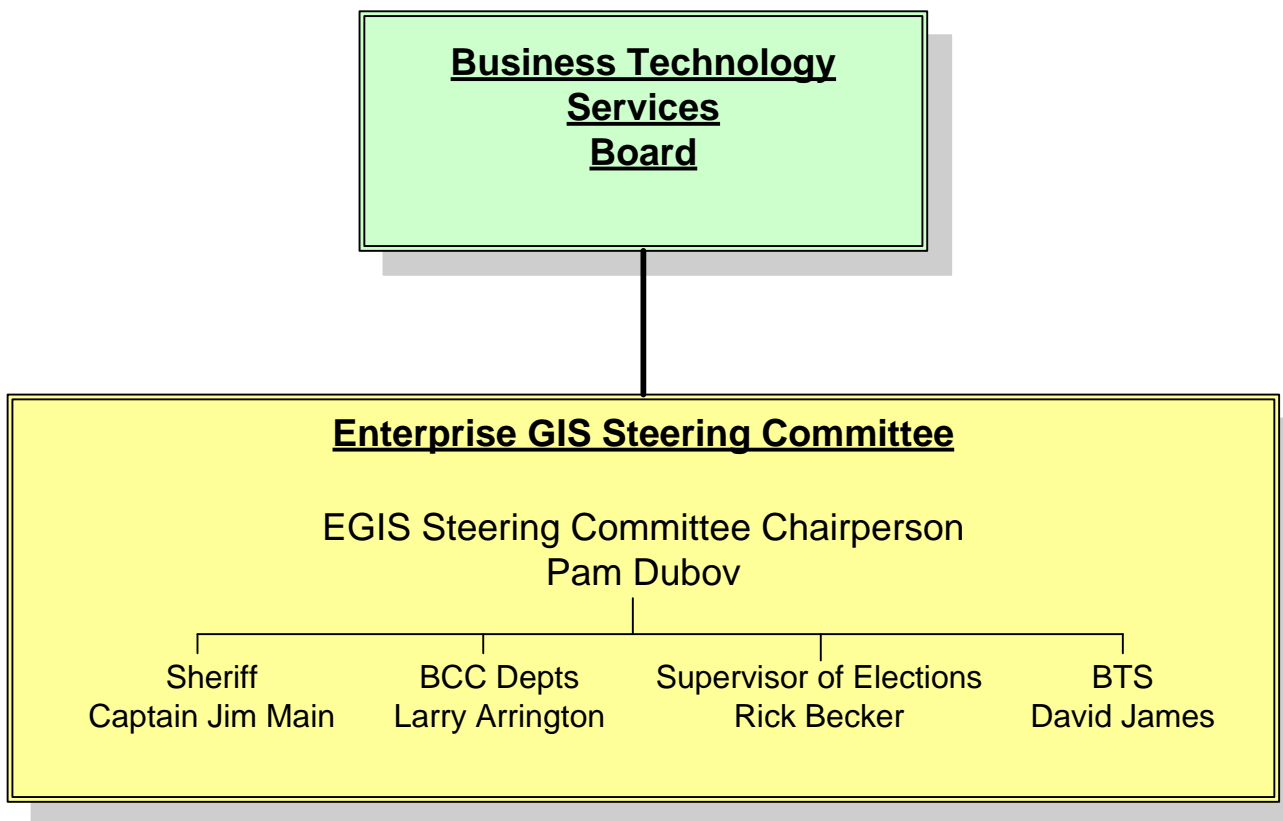 Business Technology
Services
Board
Enterprise GIS Steering Committee
EGIS Steering Committee Chairperson
Pam Dubov
Sheriff
Captain Jim Main
BCC Depts
Larry Arrington
Supervisor of Elections
Rick Becker
BTS
David James